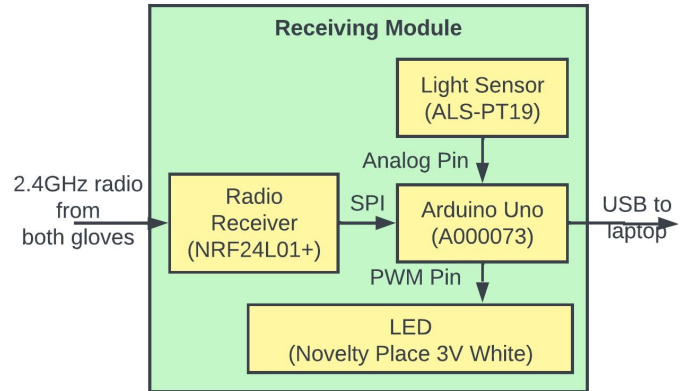 Receiving Module
Light Sensor
(ALS-PT19)
Analog Pin
2.4GHz radio
from
both gloves
Radio
Receiver
(NRF24L01+)
SPI
Arduino Uno
(A000073)
USB to
laptop
PWM Pin
LED
(Novelty Place 3V White)